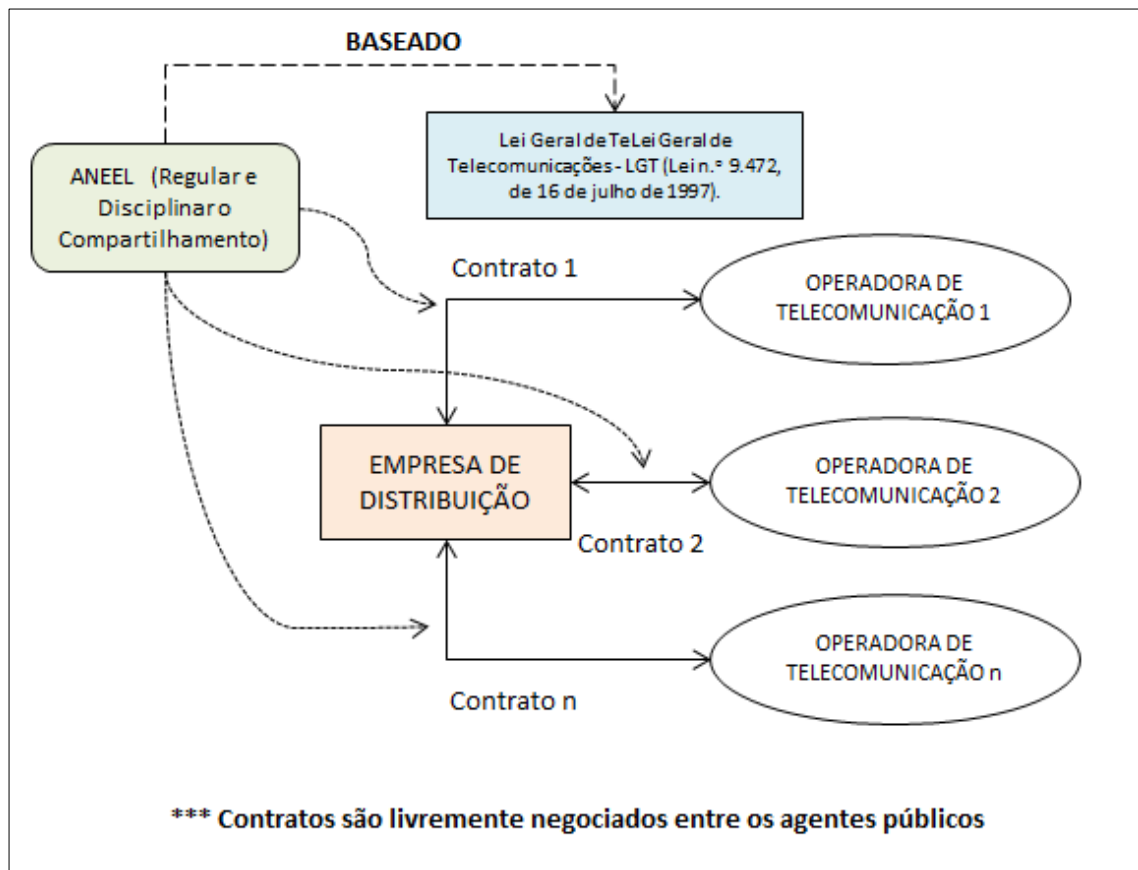 BASEADO
Lei Geral de TeLei Geral de
Telecomunicações - LGT (Lei n.º 9.472,
de 16 de julho de 1997).
ANEEL (Regular e
Disciplinar o
Compartilhamento)
Contrato 1
OPERADORA DE
TELECOMUNICAÇÃO 1
EMPRESA DE
DISTRIBUIÇÃO
OPERADORA DE
TELECOMUNICAÇÃO 2
Contrato 2
OPERADORA DE
TELECOMUNICAÇÃO n
Contrato n
*** Contratos são livremente negociados entre os agentes públicos